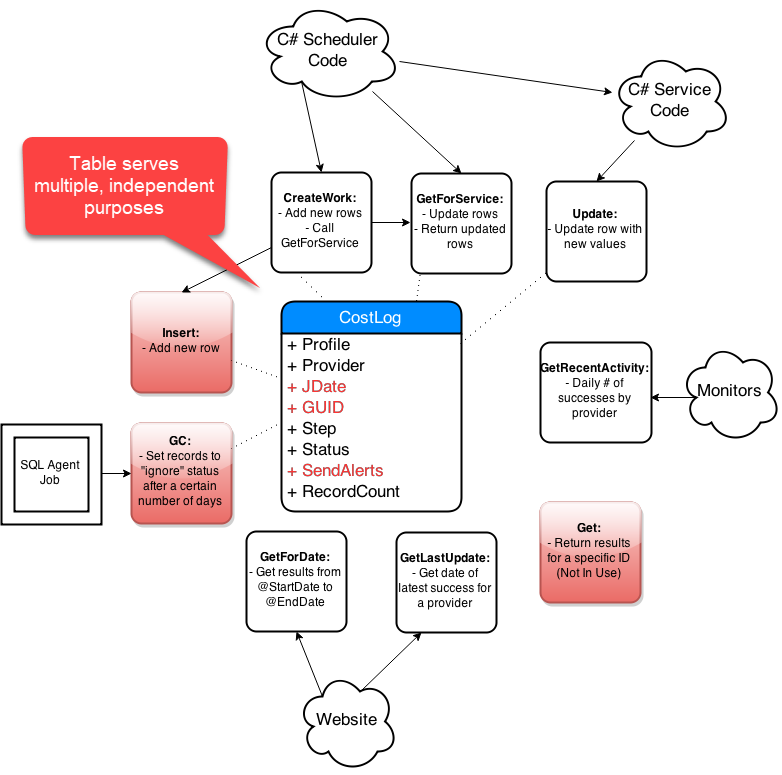 C# Scheduler
Code
C# Service
Code
Table serves
multiple, independent
purposes
CreateWork:
- Add new rows
- Call
GetForService
GetForService:
- Update rows
- Return updated
rows
Update:
- Update row with
new values
Insert:
- Add new row
CostLog
+ Profile
+ Provider
+ JDate
+ GUID
+ Step
+ Status
+ SendAlerts
+ RecordCount
GetRecentActivity:
- Daily # of
successes by
provider
Monitors
SQL Agent
Job
GC:
- Set records to
"ignore" status
after a certain
number of days
Get:
- Return results
for a specific ID
(Not In Use)
GetForDate:
- Get results from
@StartDate to
@EndDate
GetLastUpdate:
- Get date of
latest success for
a provider
Website